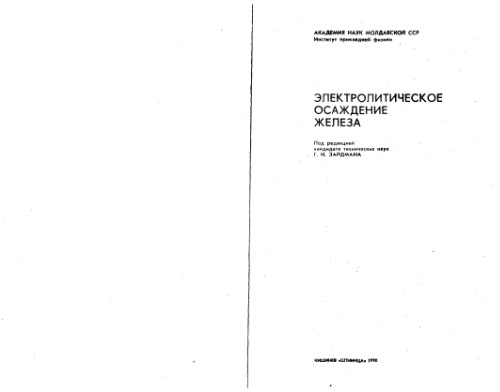 АКАДЕМИЯ НАУК МОЛДАВСКОЙ ССР
Институт прикладной физики
ЭЛЕКТРОЛИТИЧЕСКОЕ
ОСАЖДЕНИЕ
ЖЕЛЕЗА
Под редакцией
кандидата технических наук
Г. Н. ЗАЙДМАНА
КИШИНЕВ «ШТИИНЦА» 1990